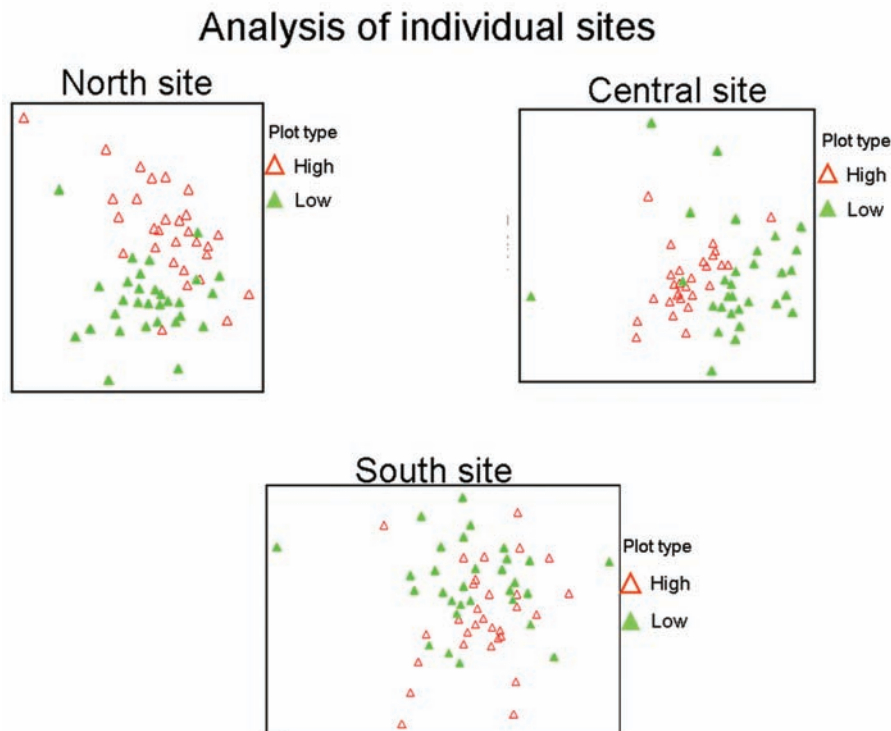 Analysis of individual sites
North site
Plot type
High
Low
Central site
Plot type
High
Low
South site
Plot type
High
Low